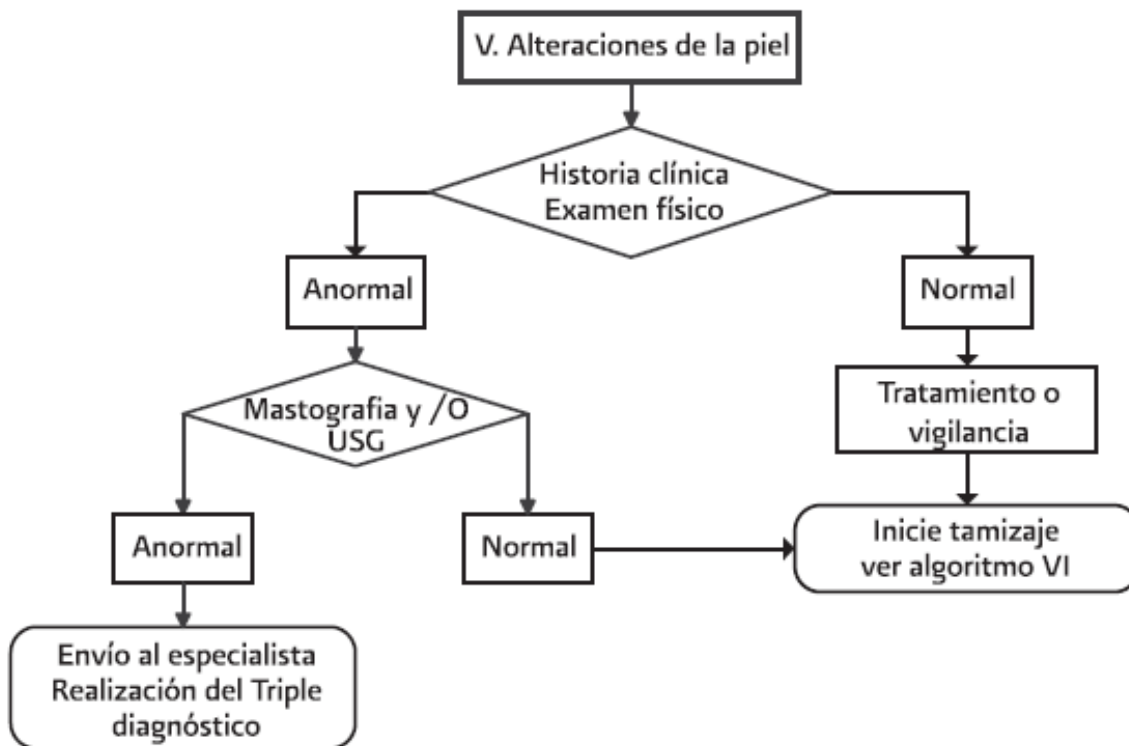 V. Alteraciones de la piel
Historia clínica
Examen físico
Anormal
Normal
Mastografia y /O
USG
Tratamiento o
vigilancia
Anormal
Normal
Inicie tamizaje
ver algoritmo VI
Envío al especialista
Realización del Triple
diagnóstico